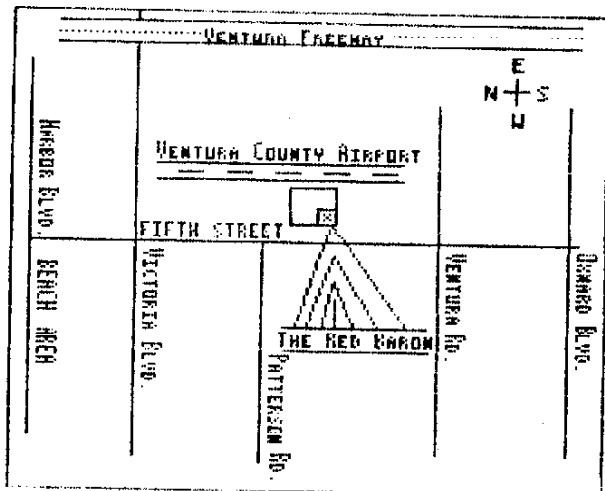 VENTURA FREEWAY
E
N S
W
HARBOR BLVD.
VENTURA COUNTY AIRPORT
FIFTH STREET
BEACH AREA
VICTORIA BLVD.
THE RED BARON
PATTERSON RD.
VENTURA RD.
OXNARD BLVD.